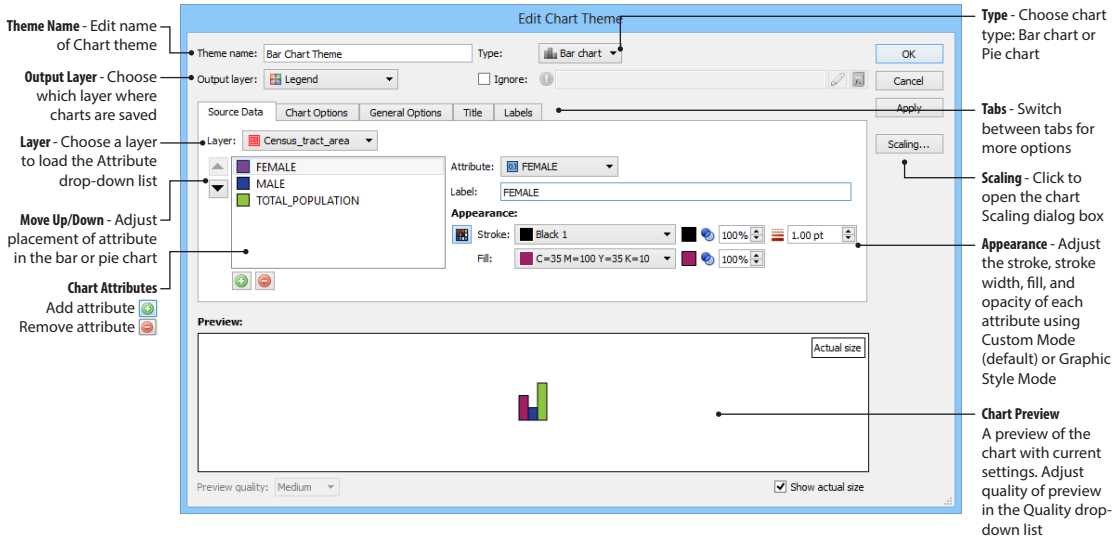 Edit Chart Theme
Theme Name - Edit name
of Chart theme
Output Layer - Choose
which layer where
charts are saved
Layer - Choose a layer
to load the Attribute
drop-down list
Move Up/Down - Adjust
placement of attribute
in the bar or pie chart
Chart Attributes
Add attribute
Remove attribute
Theme name: Bar Chart Theme
Type: Bar chart
OK
Output layer: Legend
Ignore:
Cancel
Source Data Chart Options General Options Title Labels
Apply
Layer: Census_tract_area
Scaling...
FEMALE
MALE
TOTAL_POPULATION
Attribute: 0.1 FEMALE
Label: FEMALE
Appearance:
Stroke: Black 1 100% 1.00 pt
Fill: C=35 M=100 Y=35 K=10 100%
Preview:
Actual size
Preview quality: Medium
Show actual size
Type - Choose chart
type: Bar chart or
Pie chart
Tabs - Switch
between tabs for
more options
Scaling - Click to
open the chart
Scaling dialog box
Appearance - Adjust
the stroke, stroke
width, fill, and
opacity of each
attribute using
Custom Mode
(default) or Graphic
Style Mode
Chart Preview
A preview of the
chart with current
settings. Adjust
quality of preview
in the Quality drop-
down list